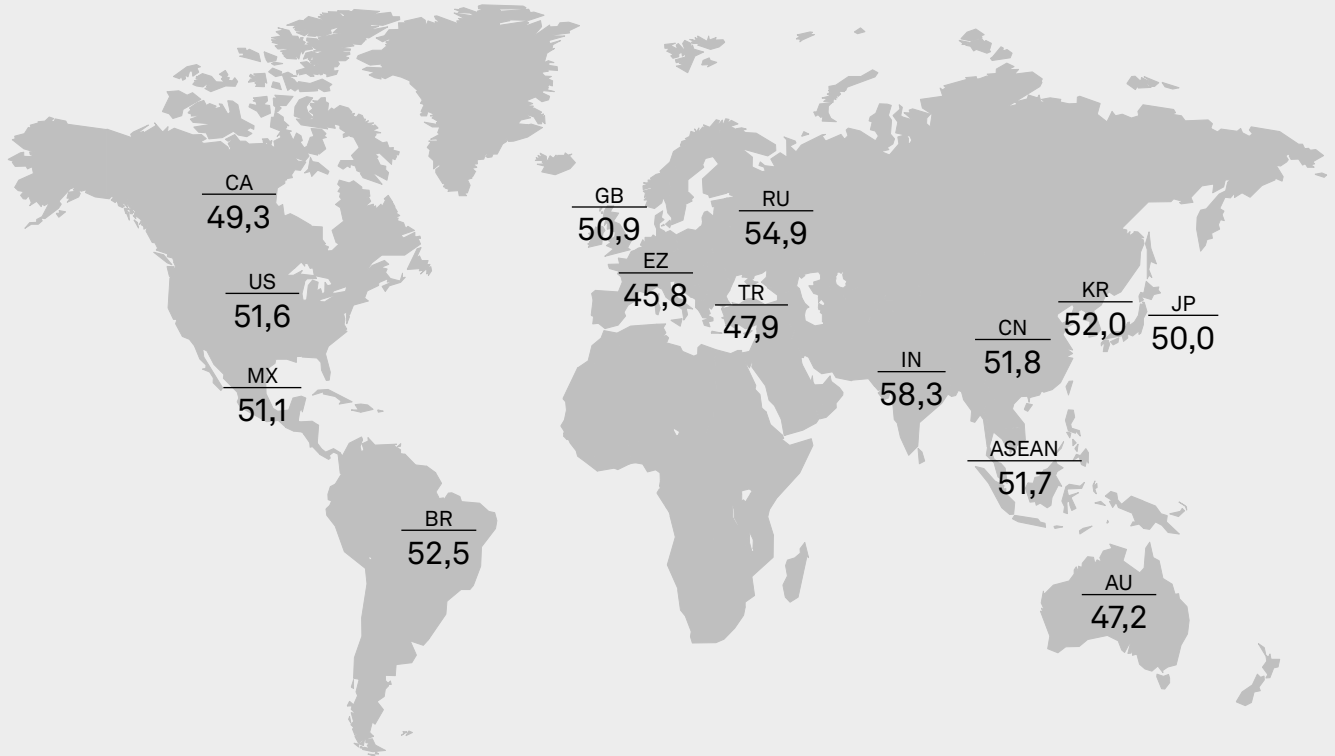 CA
49,3
GB
50,9
RU
54,9
EZ
45,8
US
51,6
TR
47,9
KR
52,0
JP
50,0
CN
51,8
IN
58,3
MX
51,1
ASEAN
51,7
BR
52,5
AU
47,2